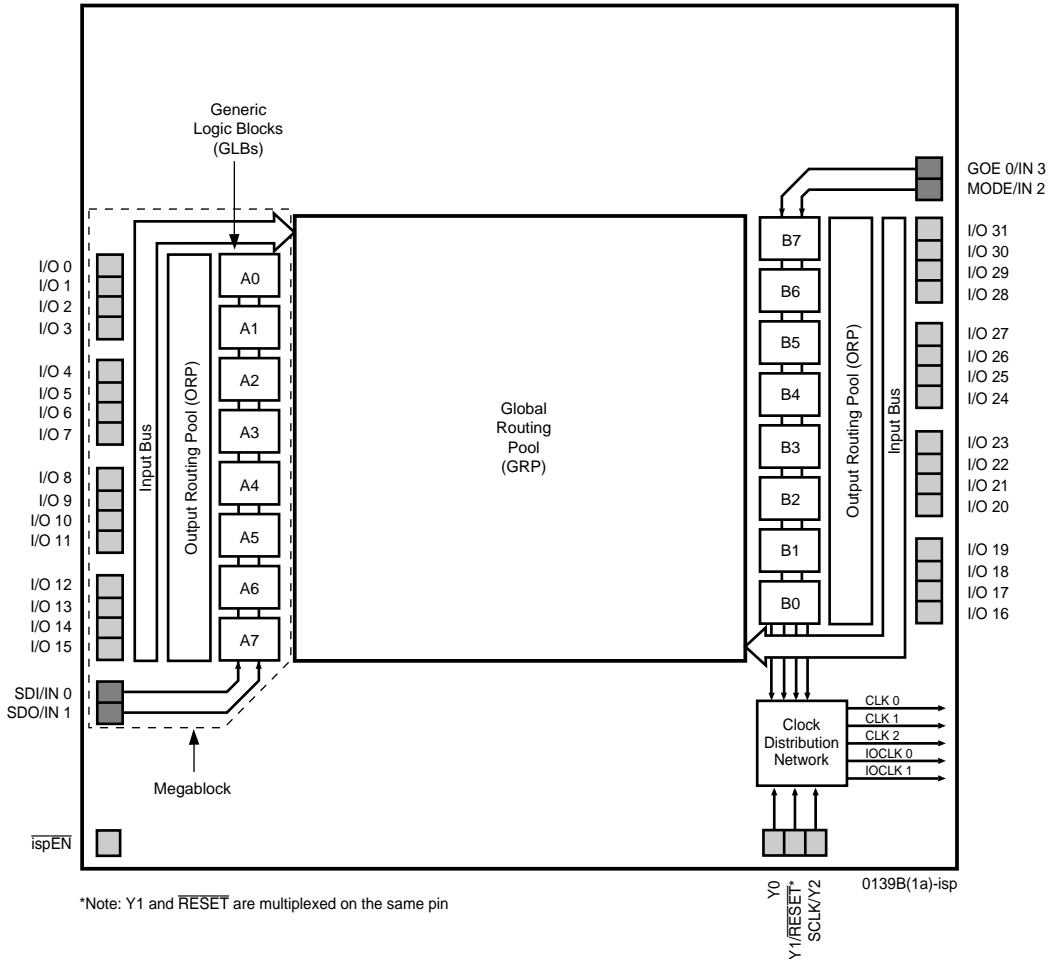 Generic
Logic Blocks
(GLBs)
GOE 0/IN 3
MODE/IN 2
I/O 0
I/O 1
I/O 2
I/O 3
I/O 4
I/O 5
I/O 6
I/O 7
I/O 8
I/O 9
I/O 10
I/O 11
I/O 12
I/O 13
I/O 14
I/O 15
SDI/IN 0
SDO/IN 1
Input Bus
Output Routing Pool (ORP)
A0
A1
A2
A3
A4
A5
A6
A7
Megablock
Global
Routing
Pool
(GRP)
B7
B6
B5
B4
B3
B2
B1
B0
Output Routing Pool (ORP)
Input Bus
I/O 31
I/O 30
I/O 29
I/O 28
I/O 27
I/O 26
I/O 25
I/O 24
I/O 23
I/O 22
I/O 21
I/O 20
I/O 19
I/O 18
I/O 17
I/O 16
Clock
Distribution
Network
CLK 0
CLK 1
CLK 2
IOCLK 0
IOCLK 1
ispEN
Y0
Y1/RESET*
SCLK/Y2
0139B(1a)-isp
*Note: Y1 and RESET are multiplexed on the same pin